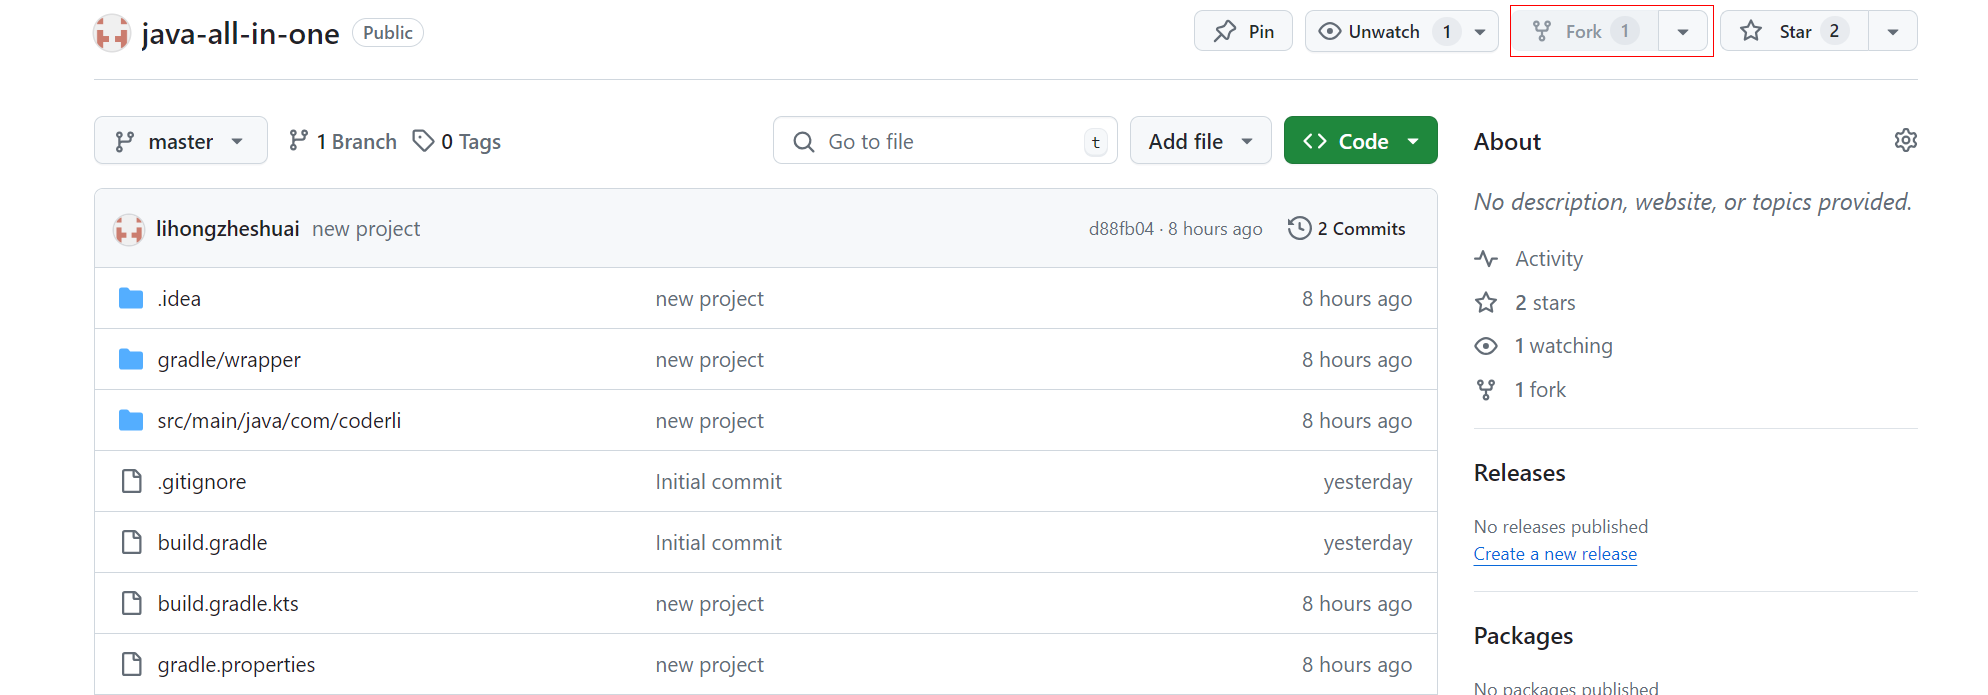 java-all-in-one Public Pin Unwatch 1 Fork 1 Star 2
master 1 Branch 0 Tags Go to file t Add file Code
lihongzheshuai new project d88fb04 · 8 hours ago 2 Commits
.idea new project 8 hours ago
gradle/wrapper new project 8 hours ago
src/main/java/com/coderli new project 8 hours ago
.gitignore Initial commit yesterday
build.gradle Initial commit yesterday
build.gradle.kts new project 8 hours ago
gradle.properties new project 8 hours ago
About
No description, website, or topics provided.
Activity
2 stars
1 watching
1 fork
Releases
No releases published
Create a new release
Packages
No packages published